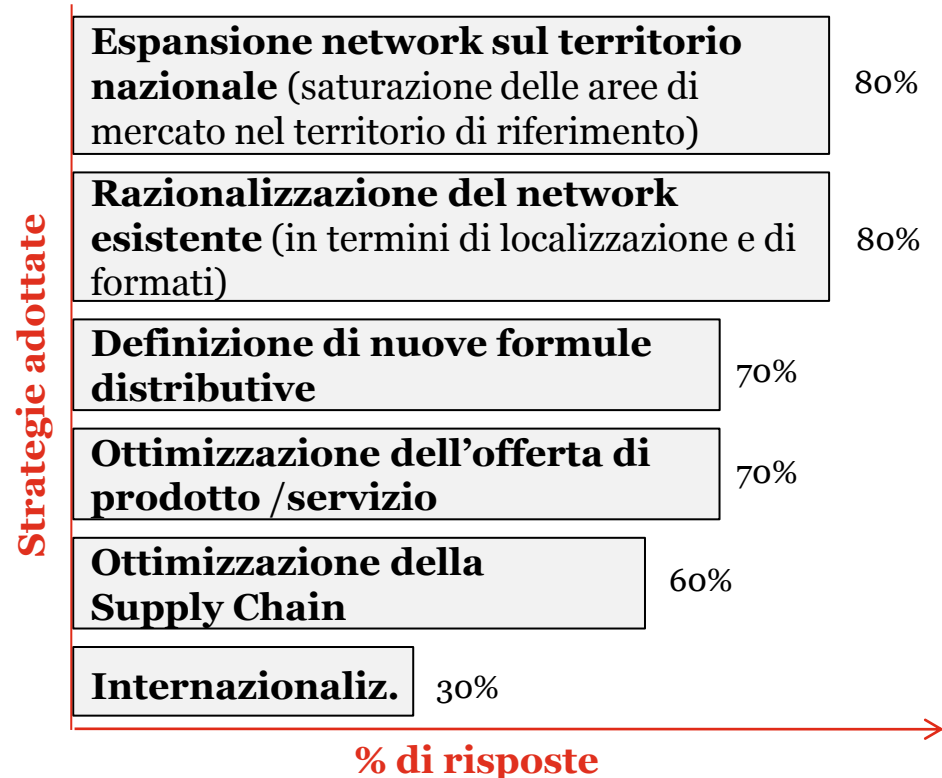 Strategie adottate
Espansione network sul territorio
nazionale (saturazione delle aree di
mercato nel territorio di riferimento)
80%
Razionalizzazione del network
esistente (in termini di localizzazione e di
formati)
80%
Definizione di nuove formule
distributive
70%
Ottimizzazione dell’offerta di
prodotto /servizio
70%
Ottimizzazione della
Supply Chain
60%
Internazionaliz.
30%
% di risposte